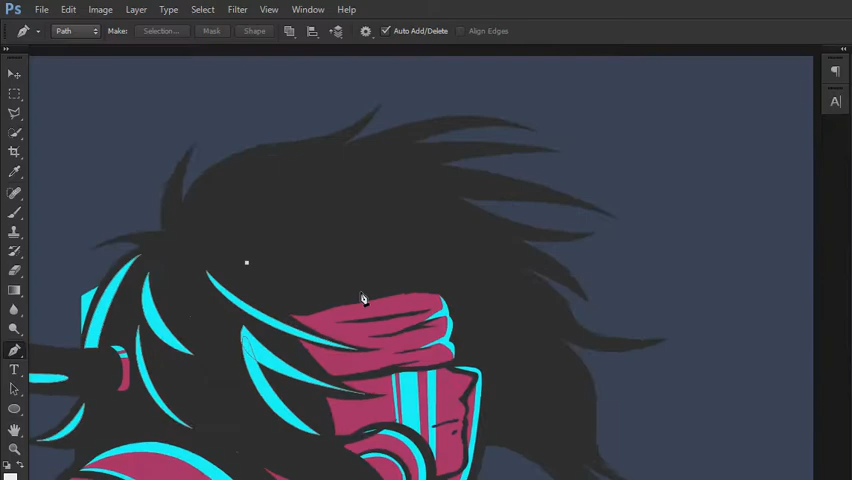 Ps File Edit Image Layer Type Select Filter View Window Help
Path Make: Selection... Mask Shape Auto Add/Delete Align Edges
A
T